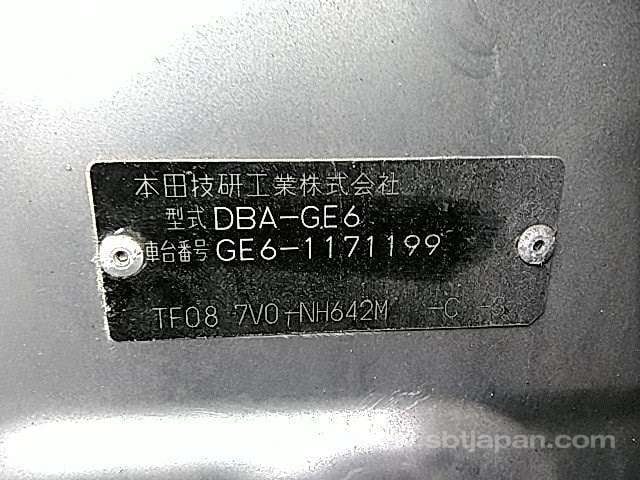 本田技研工業株式会社
型式 DBA-GE6
車台番号 GE6-1171199
TF08 7V0-NH642M -C -S
sbtjapan.com